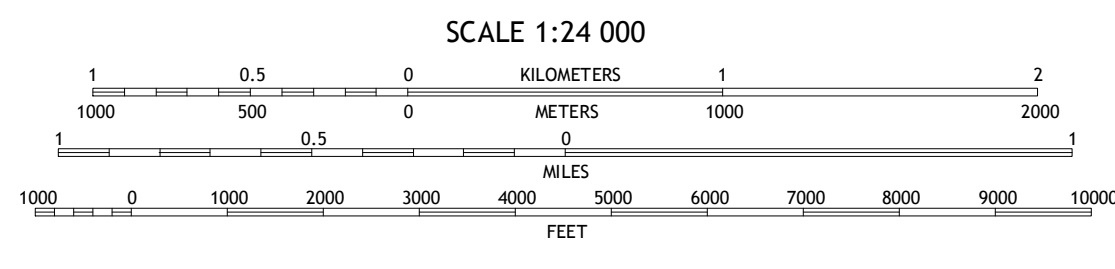 SCALE 1:24 000
1 0.5 0 KILOMETERS 1 2
1000 500 0 METERS 1000 2000
1 0.5 0 1
MILES
1000 0 1000 2000 3000 4000 5000 6000 7000 8000 9000 10000
FEET